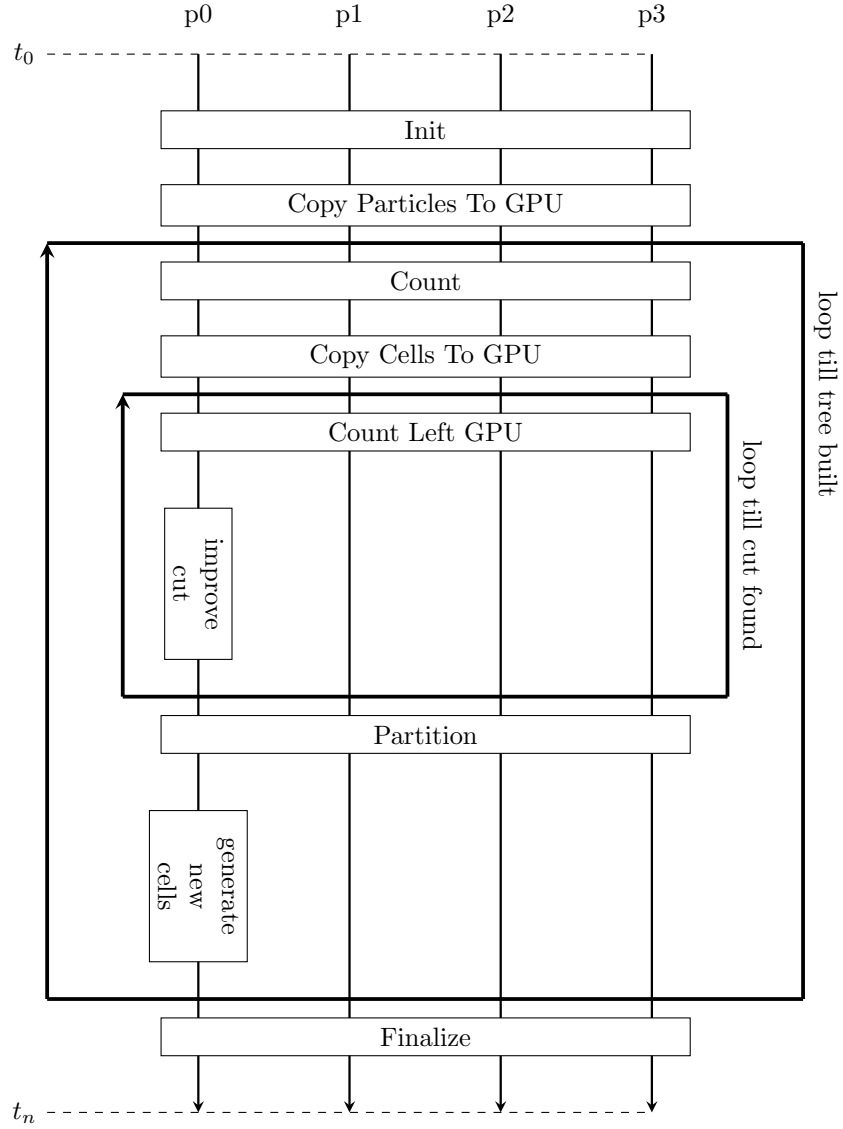 p0 p1 p2 p3
t₀
Init
Copy Particles To GPU
Count
Copy Cells To GPU
loop till tree built
Count Left GPU
loop till cut found
improve
cut
Partition
generate
new
cells
Finalize
tₙ